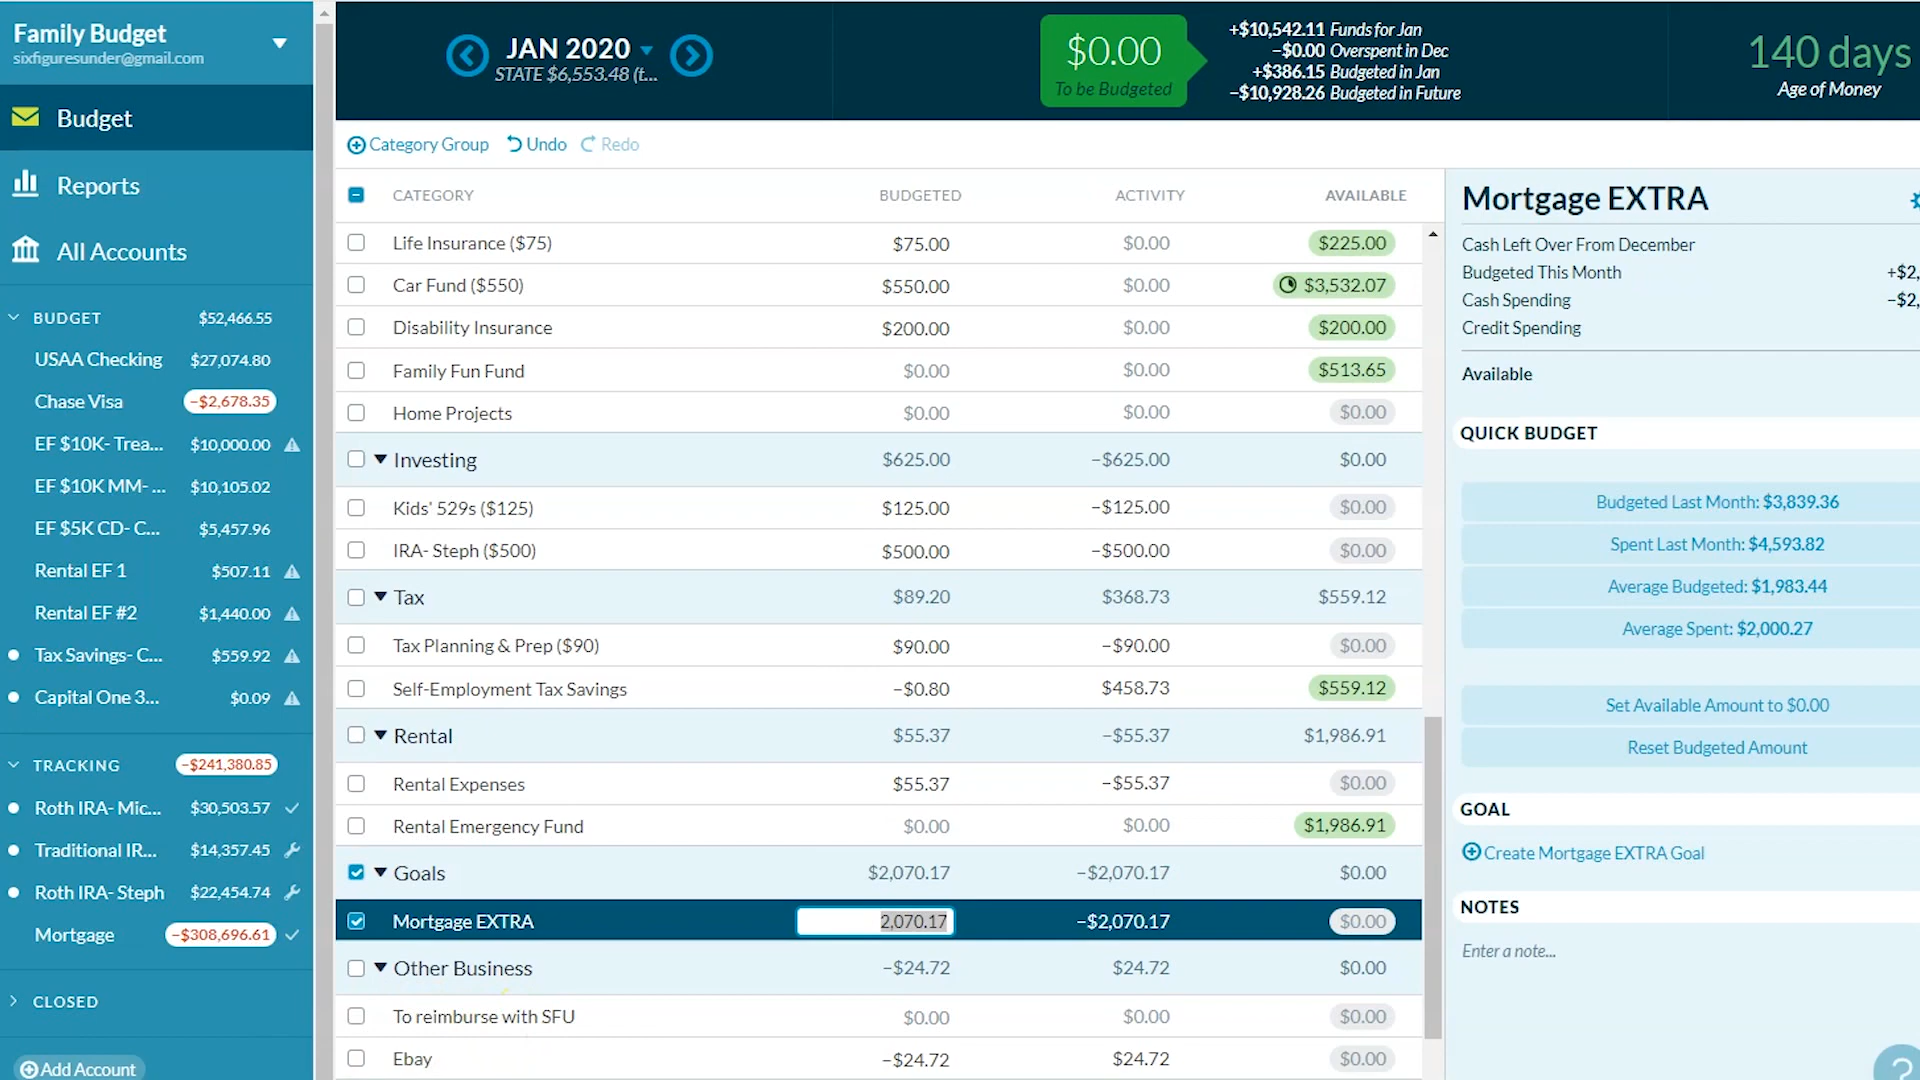 Family Budget
sixfiguresunder@gmail.com
Budget
Reports
All Accounts
BUDGET $52,466.55
USAA Checking $27,074.80
Chase Visa −$2,678.35
EF $10K- Trea... $10,000.00
EF $10K MM- ... $10,105.02
EF $5K CD- C... $5,457.96
Rental EF 1 $507.11
Rental EF #2 $1,440.00
Tax Savings- C... $559.92
Capital One 3... $0.09
TRACKING −$241,380.85
Roth IRA- Mic... $30,503.57
Traditional IR... $14,357.45
Roth IRA- Steph $22,454.74
Mortgage −$308,696.61
CLOSED
Add Account
JAN 2020
STATE $6,553.48 (t...
$0.00
To be Budgeted
+$10,542.11 Funds for Jan
−$0.00 Overspent in Dec
+$386.15 Budgeted in Jan
−$10,928.26 Budgeted in Future
140 days
Age of Money
Category Group Undo Redo
CATEGORY BUDGETED ACTIVITY AVAILABLE
Life Insurance ($75) $75.00 $0.00 $225.00
Car Fund ($550) $550.00 $0.00 $3,532.07
Disability Insurance $200.00 $0.00 $200.00
Family Fun Fund $0.00 $0.00 $513.65
Home Projects $0.00 $0.00 $0.00
Investing $625.00 −$625.00 $0.00
Kids' 529s ($125) $125.00 −$125.00 $0.00
IRA- Steph ($500) $500.00 −$500.00 $0.00
Tax $89.20 $368.73 $559.12
Tax Planning & Prep ($90) $90.00 −$90.00 $0.00
Self-Employment Tax Savings −$0.80 $458.73 $559.12
Rental $55.37 −$55.37 $1,986.91
Rental Expenses $55.37 −$55.37 $0.00
Rental Emergency Fund $0.00 $0.00 $1,986.91
Goals $2,070.17 −$2,070.17 $0.00
Mortgage EXTRA 2,070.17 −$2,070.17 $0.00
Other Business −$24.72 $24.72 $0.00
To reimburse with SFU $0.00 $0.00 $0.00
Ebay −$24.72 $24.72 $0.00
Mortgage EXTRA
Cash Left Over From December
Budgeted This Month +$2,
Cash Spending −$2,
Credit Spending
Available
QUICK BUDGET
Budgeted Last Month: $3,839.36
Spent Last Month: $4,593.82
Average Budgeted: $1,983.44
Average Spent: $2,000.27
Set Available Amount to $0.00
Reset Budgeted Amount
GOAL
Create Mortgage EXTRA Goal
NOTES
Enter a note...
?